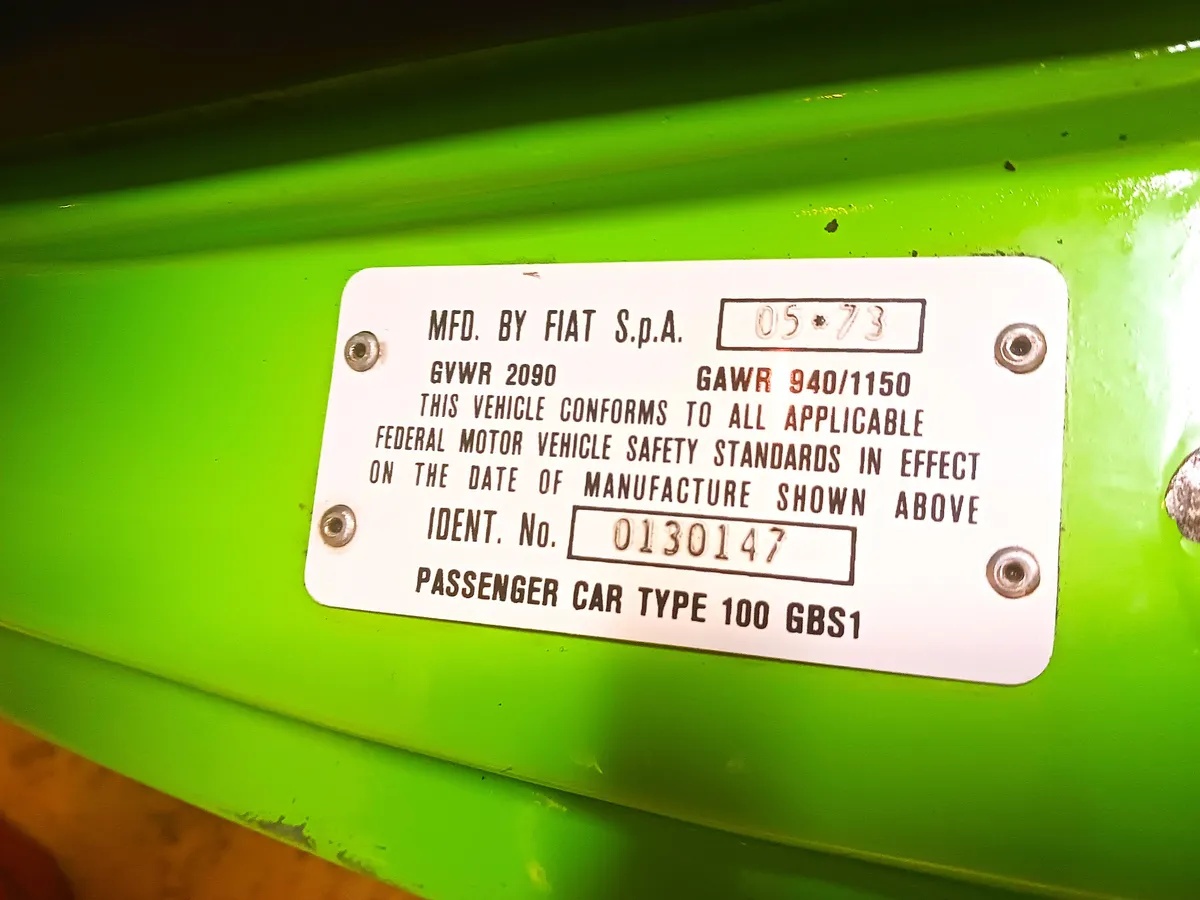 MFD. BY FIAT S.p.A. 05*73
GVWR 2090 GAWR 940/1150
THIS VEHICLE CONFORMS TO ALL APPLICABLE
FEDERAL MOTOR VEHICLE SAFETY STANDARDS IN EFFECT
ON THE DATE OF MANUFACTURE SHOWN ABOVE
IDENT. No. 0130147
PASSENGER CAR TYPE 100 GBS1